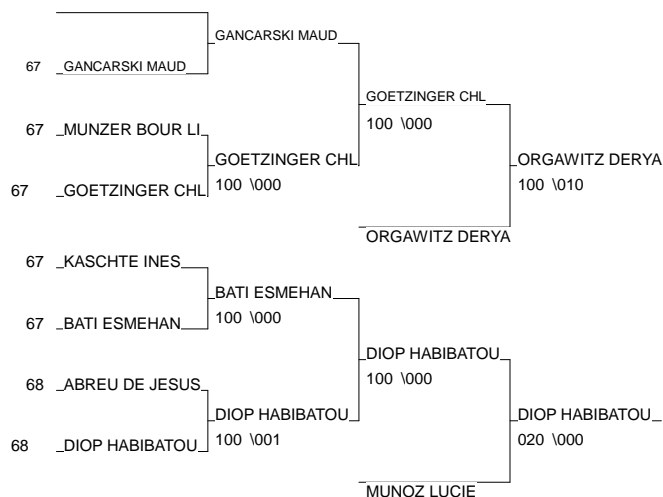 GANCARSKI MAUD
67 GANCARSKI MAUD
GOETZINGER CHL
100 \000
67 MUNZER BOUR LI
GOETZINGER CHL
100 \000
ORGAWITZ DERYA
100 \010
67 GOETZINGER CHL
ORGAWITZ DERYA
67 KASCHTE INES
BATI ESMEHAN
100 \000
67 BATI ESMEHAN
DIOP HABIBATOU
100 \000
68 ABREU DE JESUS
DIOP HABIBATOU
100 \001
DIOP HABIBATOU
020 \000
68 DIOP HABIBATOU
MUNOZ LUCIE